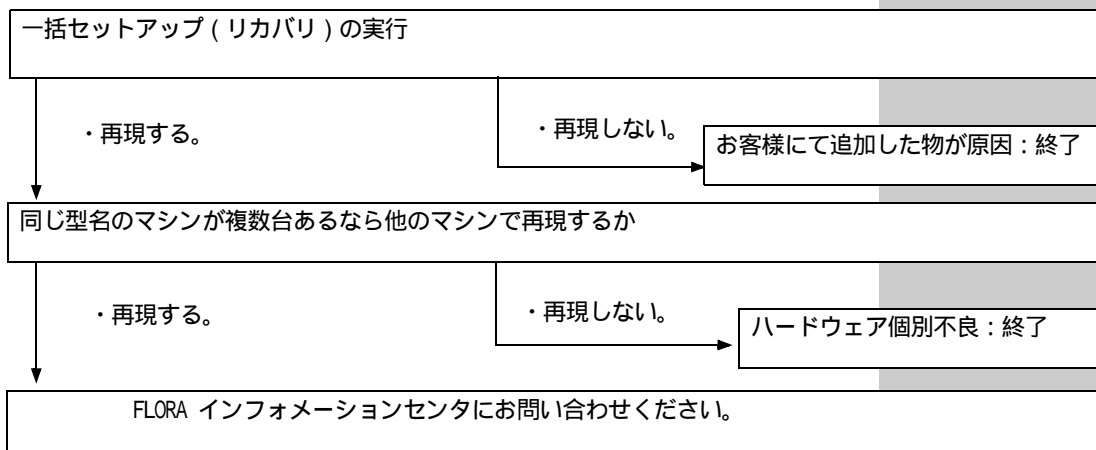 一括セットアップ(リカバリ)の実行
・再現する。
・再現しない。
お客様にて追加した物が原因:終了
同じ型名のマシンが複数台あるなら他のマシンで再現するか
・再現する。
・再現しない。
ハードウェア個別不良:終了
FLORA インフォメーションセンタにお問い合わせください。